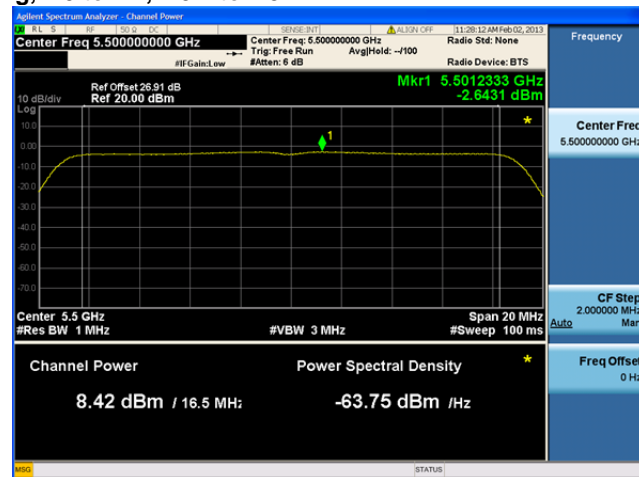 Agilent Spectrum Analyzer - Channel Power
RL S RF 50 Ω DC SENSE:INT ALIGN OFF 11:28:12 AM Feb 02, 2013
Center Freq 5.500000000 GHz
Center Freq: 5.500000000 GHz
Radio Std: None
Trig: Free Run Avg|Held: --/100
#IFGain:Low #Atten: 6 dB Radio Device: BTS
Frequency
Mkr1 5.5012333 GHz
-2.6431 dBm
Ref Offset 26.91 dB
10 dB/div Ref 20.00 dBm
Log
10.0
0.00
-10.0
-20.0
-30.0
-40.0
-50.0
-60.0
-70.0
1
*
Center Freq
5.500000000 GHz
Center 5.5 GHz Span 20 MHz
#Res BW 1 MHz #VBW 3 MHz #Sweep 100 ms
CF Step
2.000000 MHz
Auto Man
Channel Power Power Spectral Density *
8.42 dBm / 16.5 MHz -63.75 dBm /Hz
Freq Offset
0 Hz
MSG STATUS